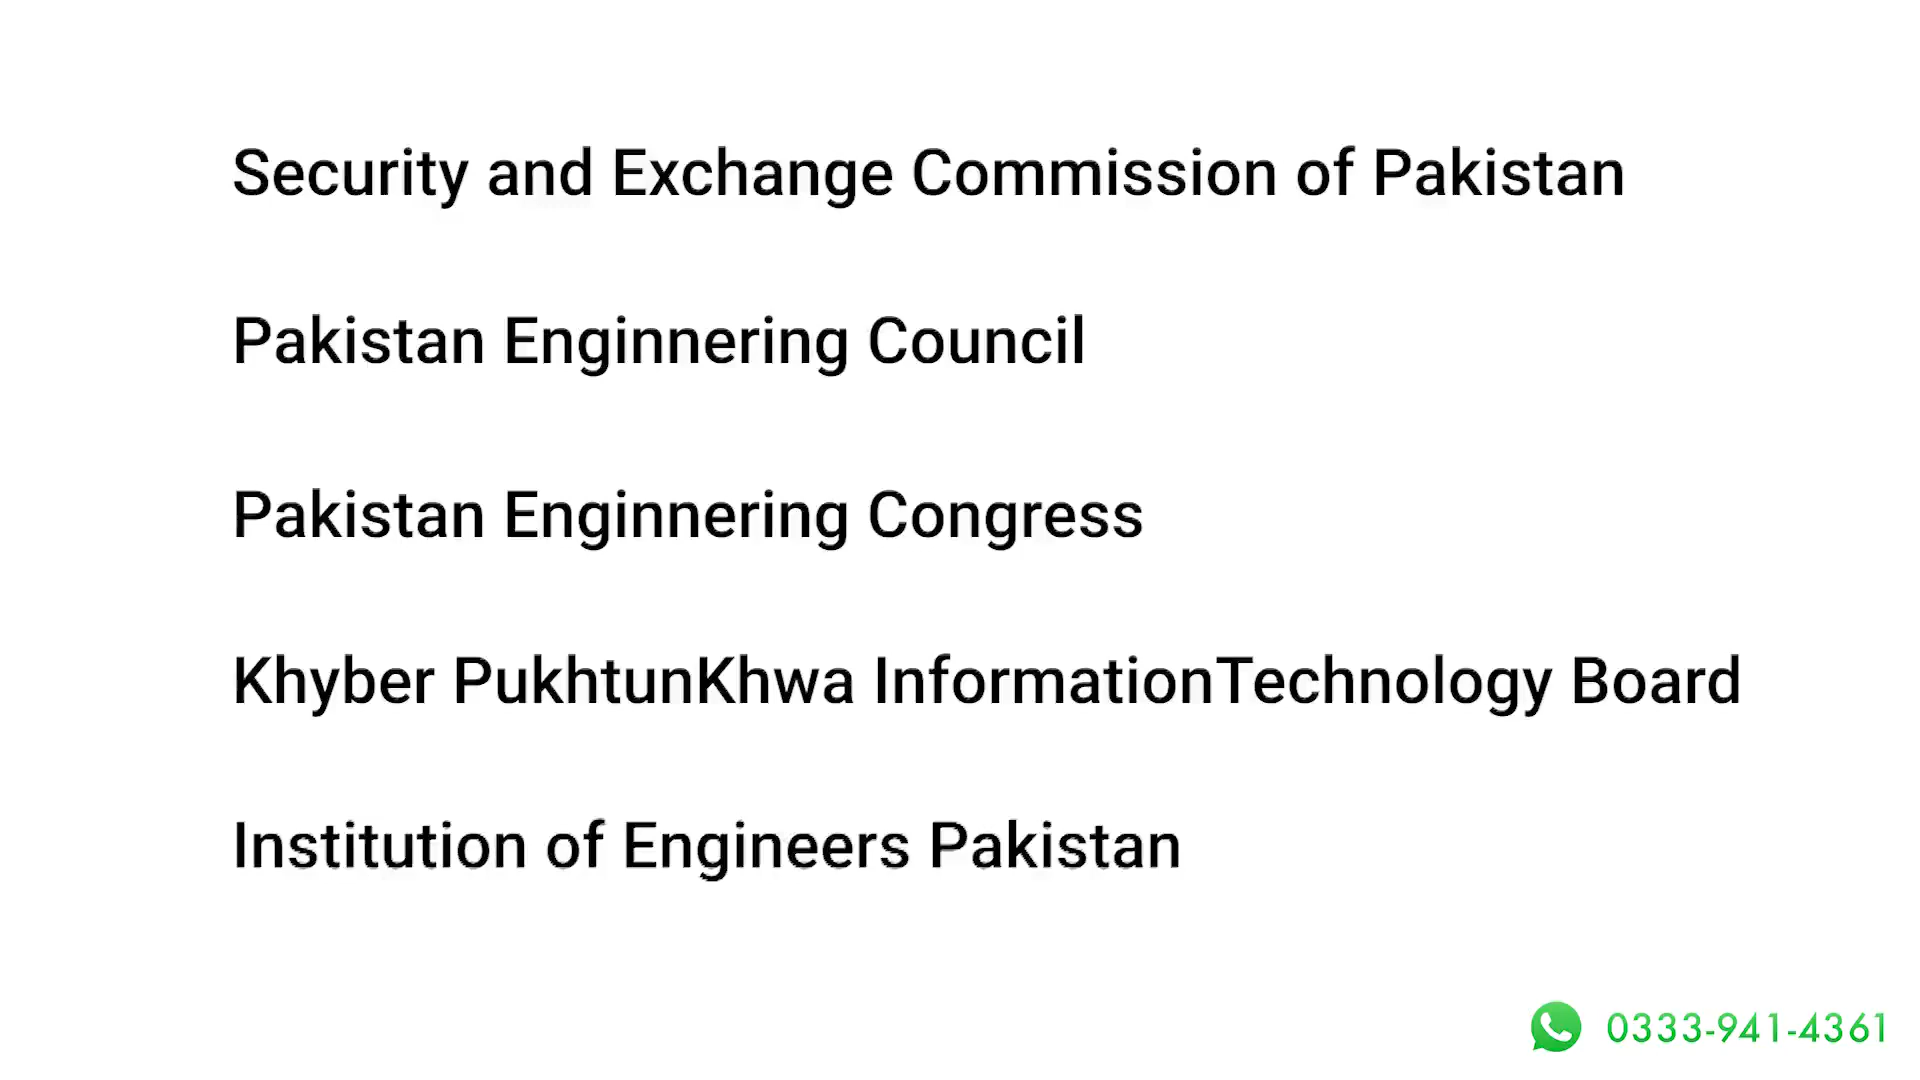 Security and Exchange Commission of Pakistan
Pakistan Enginnering Council
Pakistan Enginnering Congress
Khyber PukhtunKhwa InformationTechnology Board
Institution of Engineers Pakistan
0333-941-4361